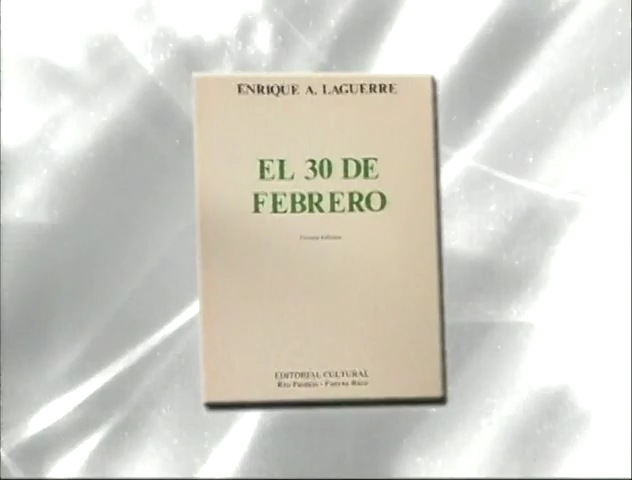 ENRIQUE A. LAGUERRE
EL 30 DE
FEBRERO
EDITORIAL CULTURAL
Río Piedras - Puerto Rico